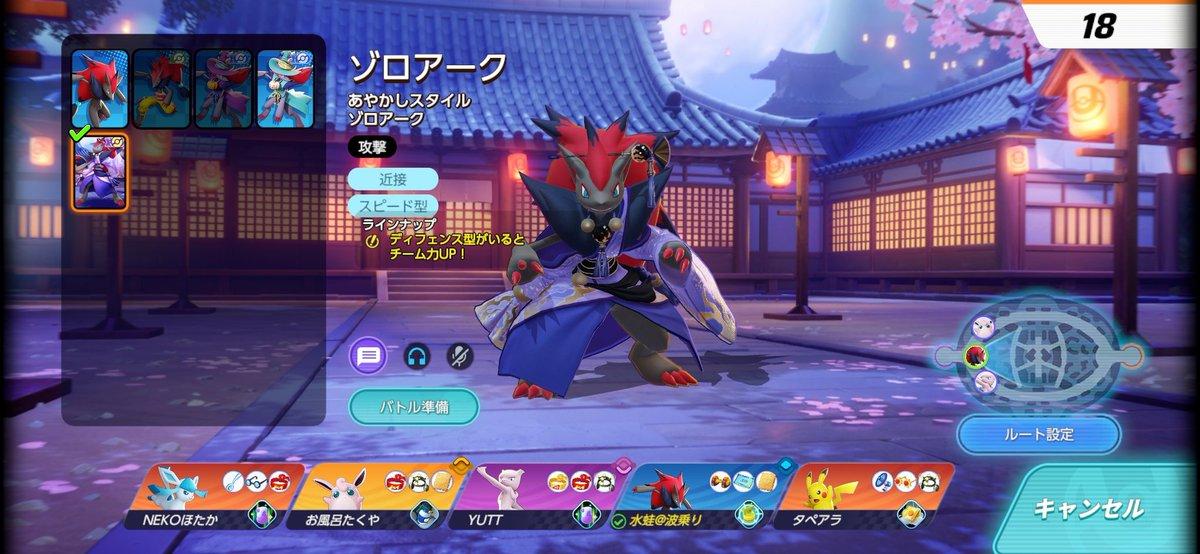 18
ゾロアーク
あやかしスタイル
ゾロアーク
攻撃
近接
スピード型
ラインナップ
ディフェンス型がいると
チーム力UP！
バトル準備
ルート設定
キャンセル
NEKOほたか
お風呂たくや
YUTT
水蛙@波乗り
タペアラ